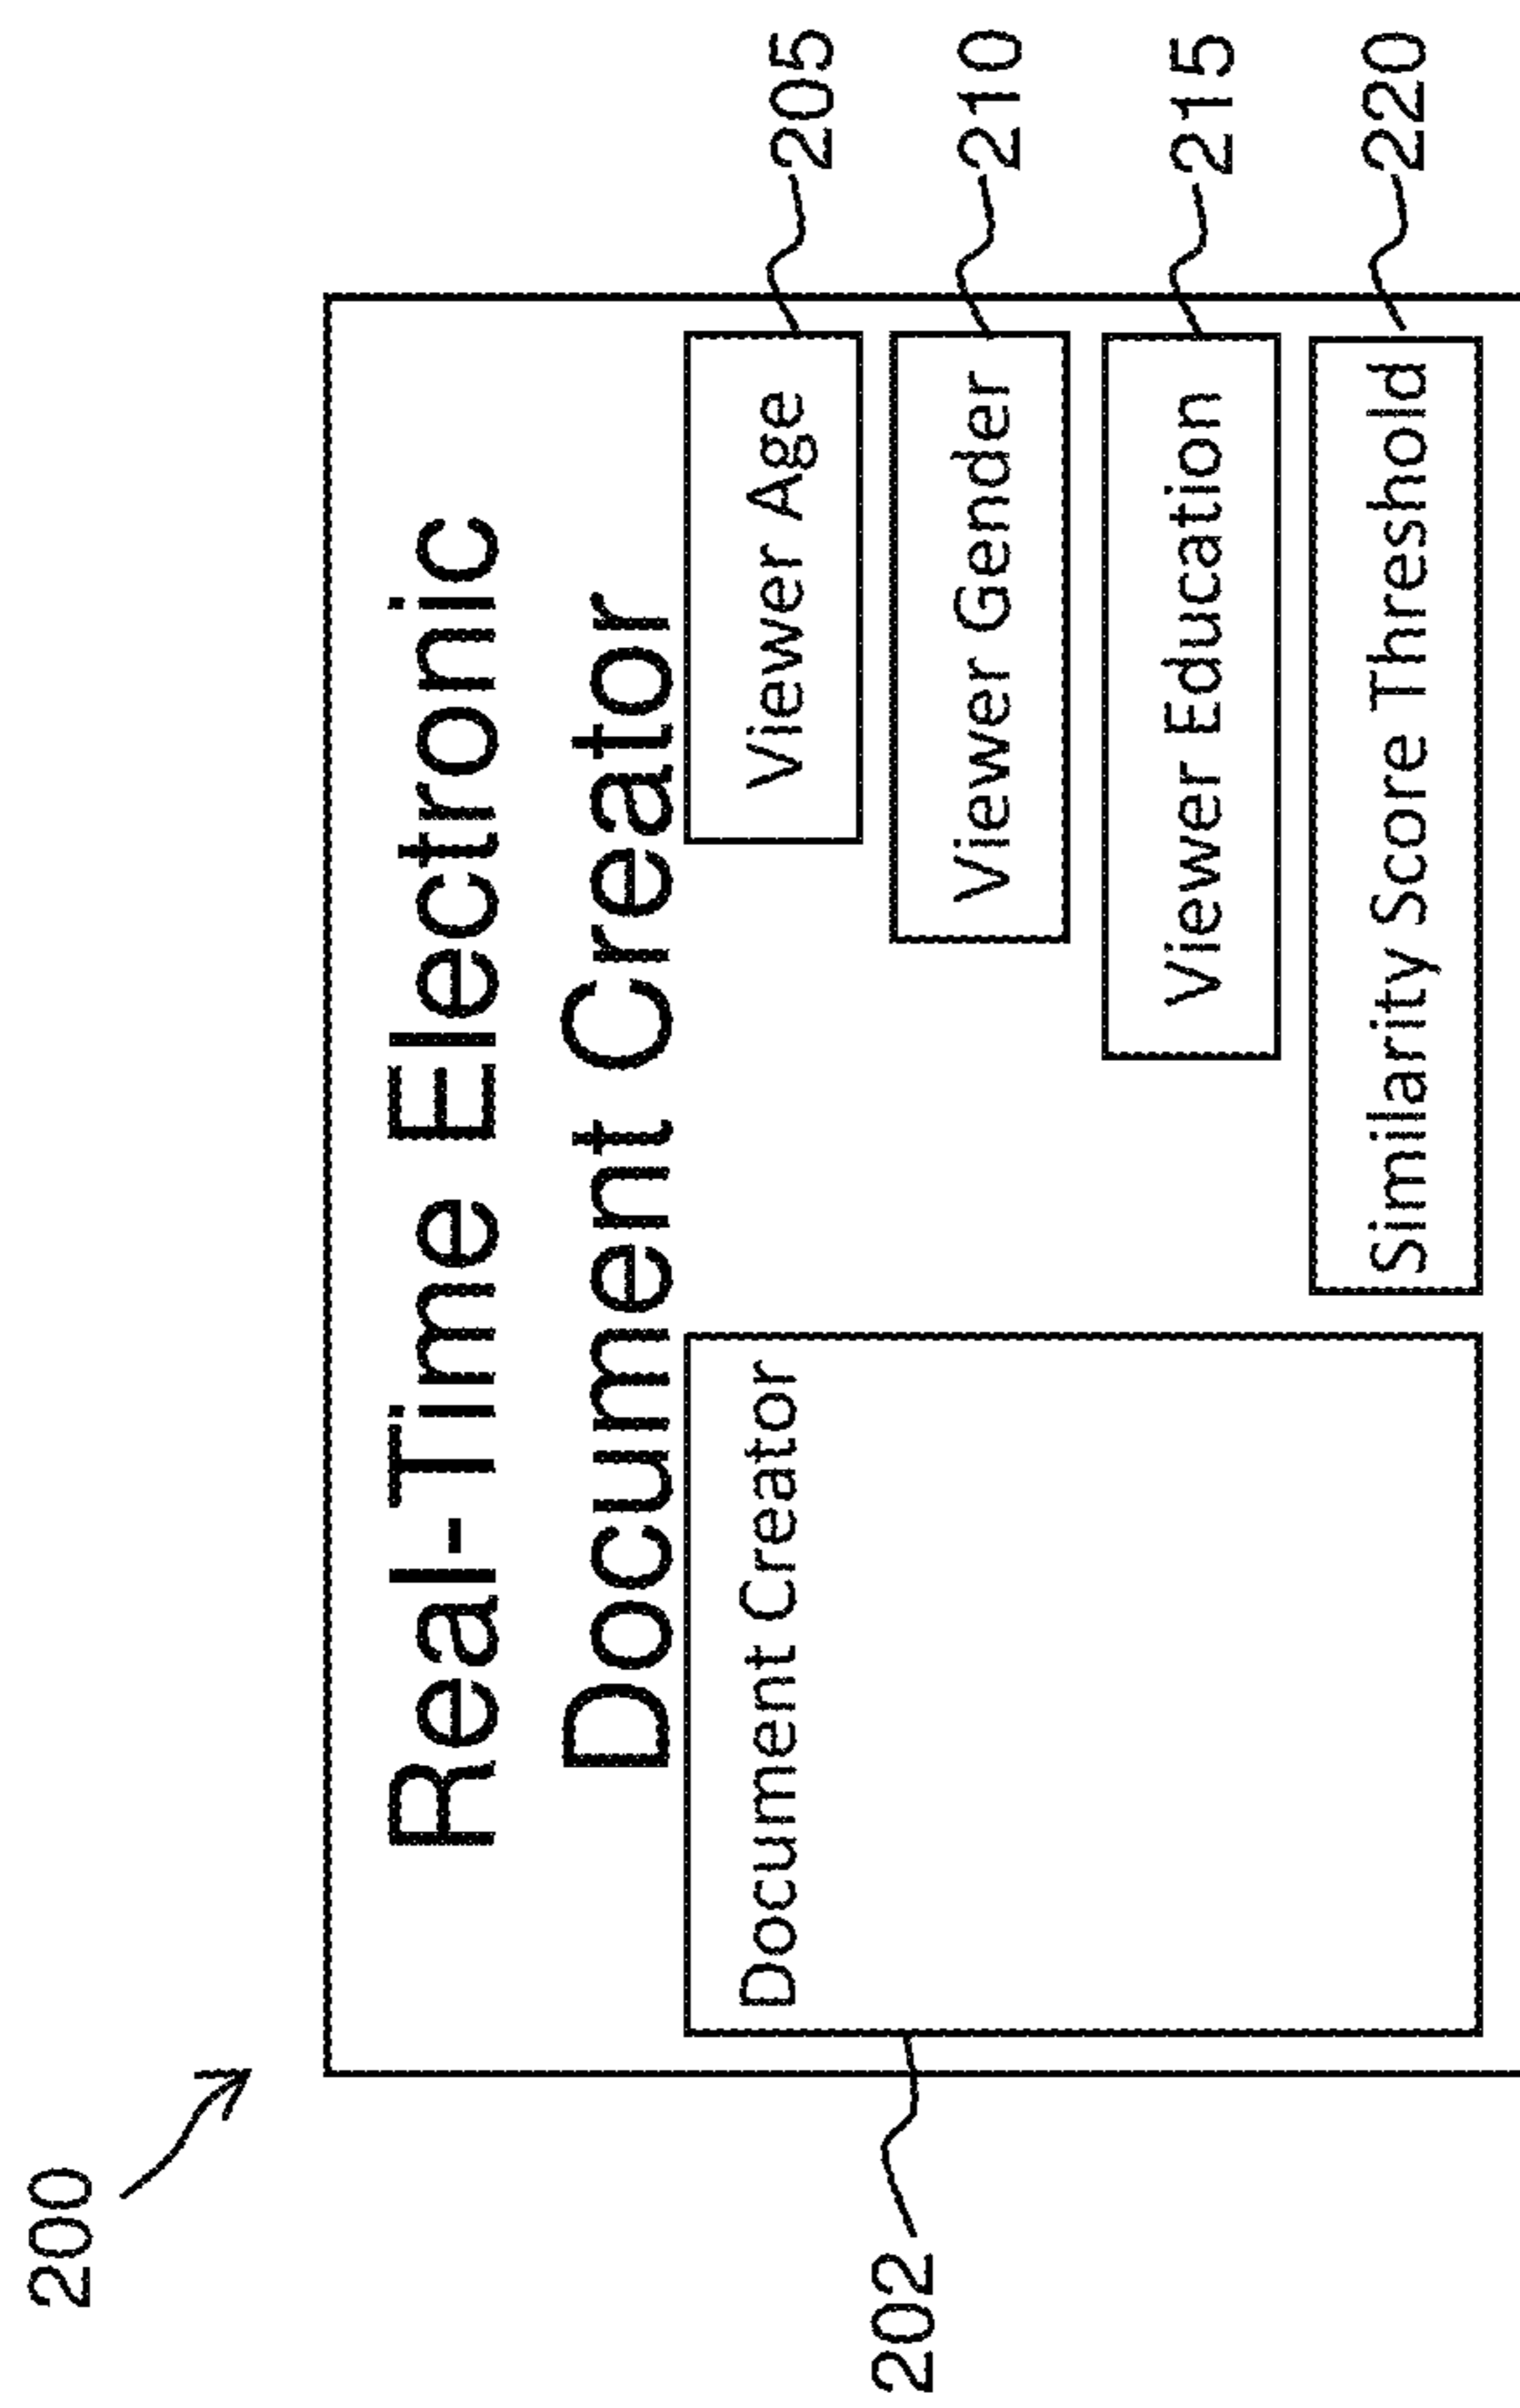 200
Real-Time Electronic
Document Creator
202
Document Creator
Viewer Age
205
Viewer Gender
210
Viewer Education
215
Similarity Score Threshold
220